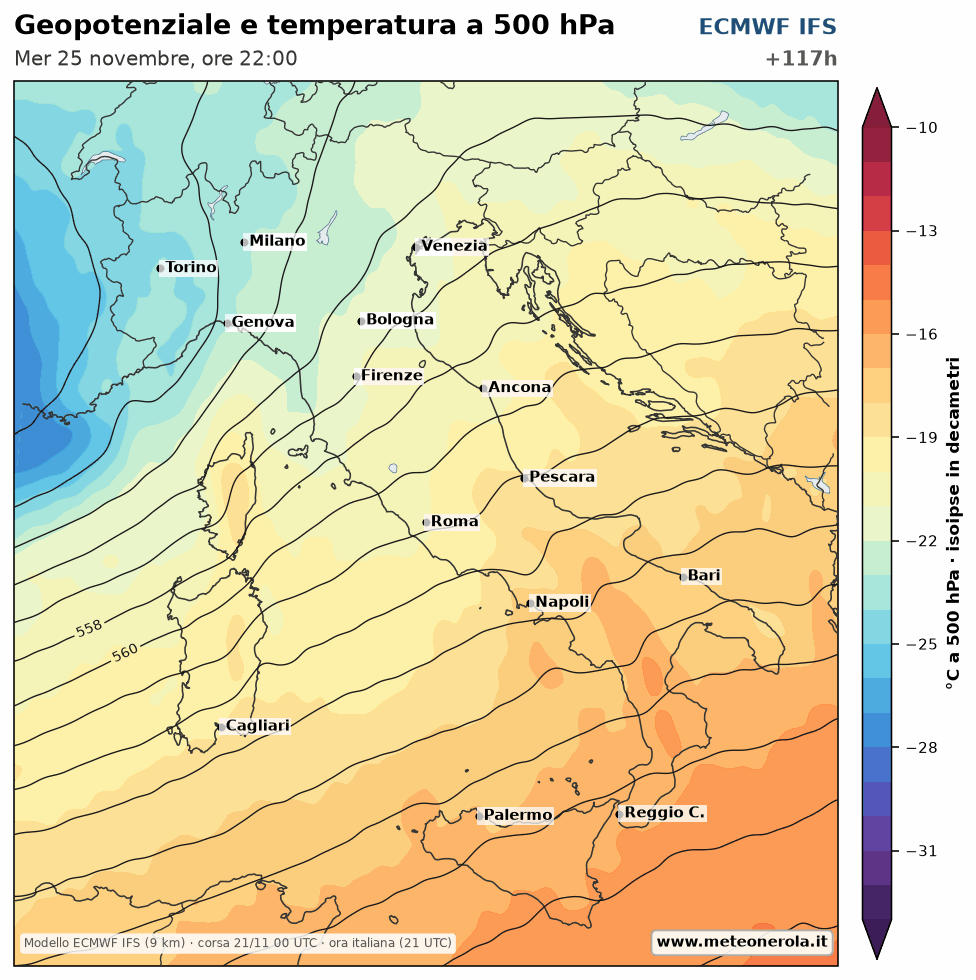 Geopotenziale e temperatura a 500 hPa
ECMWF IFS
Mer 25 novembre, ore 22:00
+117h
Milano
Venezia
Torino
Genova
Bologna
Firenze
Ancona
Pescara
Roma
Bari
Napoli
558
560
Cagliari
Palermo
Reggio C.
−10
−13
−16
−19
−22
−25
−28
−31
°C a 500 hPa · isoipse in decametri
Modello ECMWF IFS (9 km) · corsa 21/11 00 UTC · ora italiana (21 UTC)
www.meteonerola.it